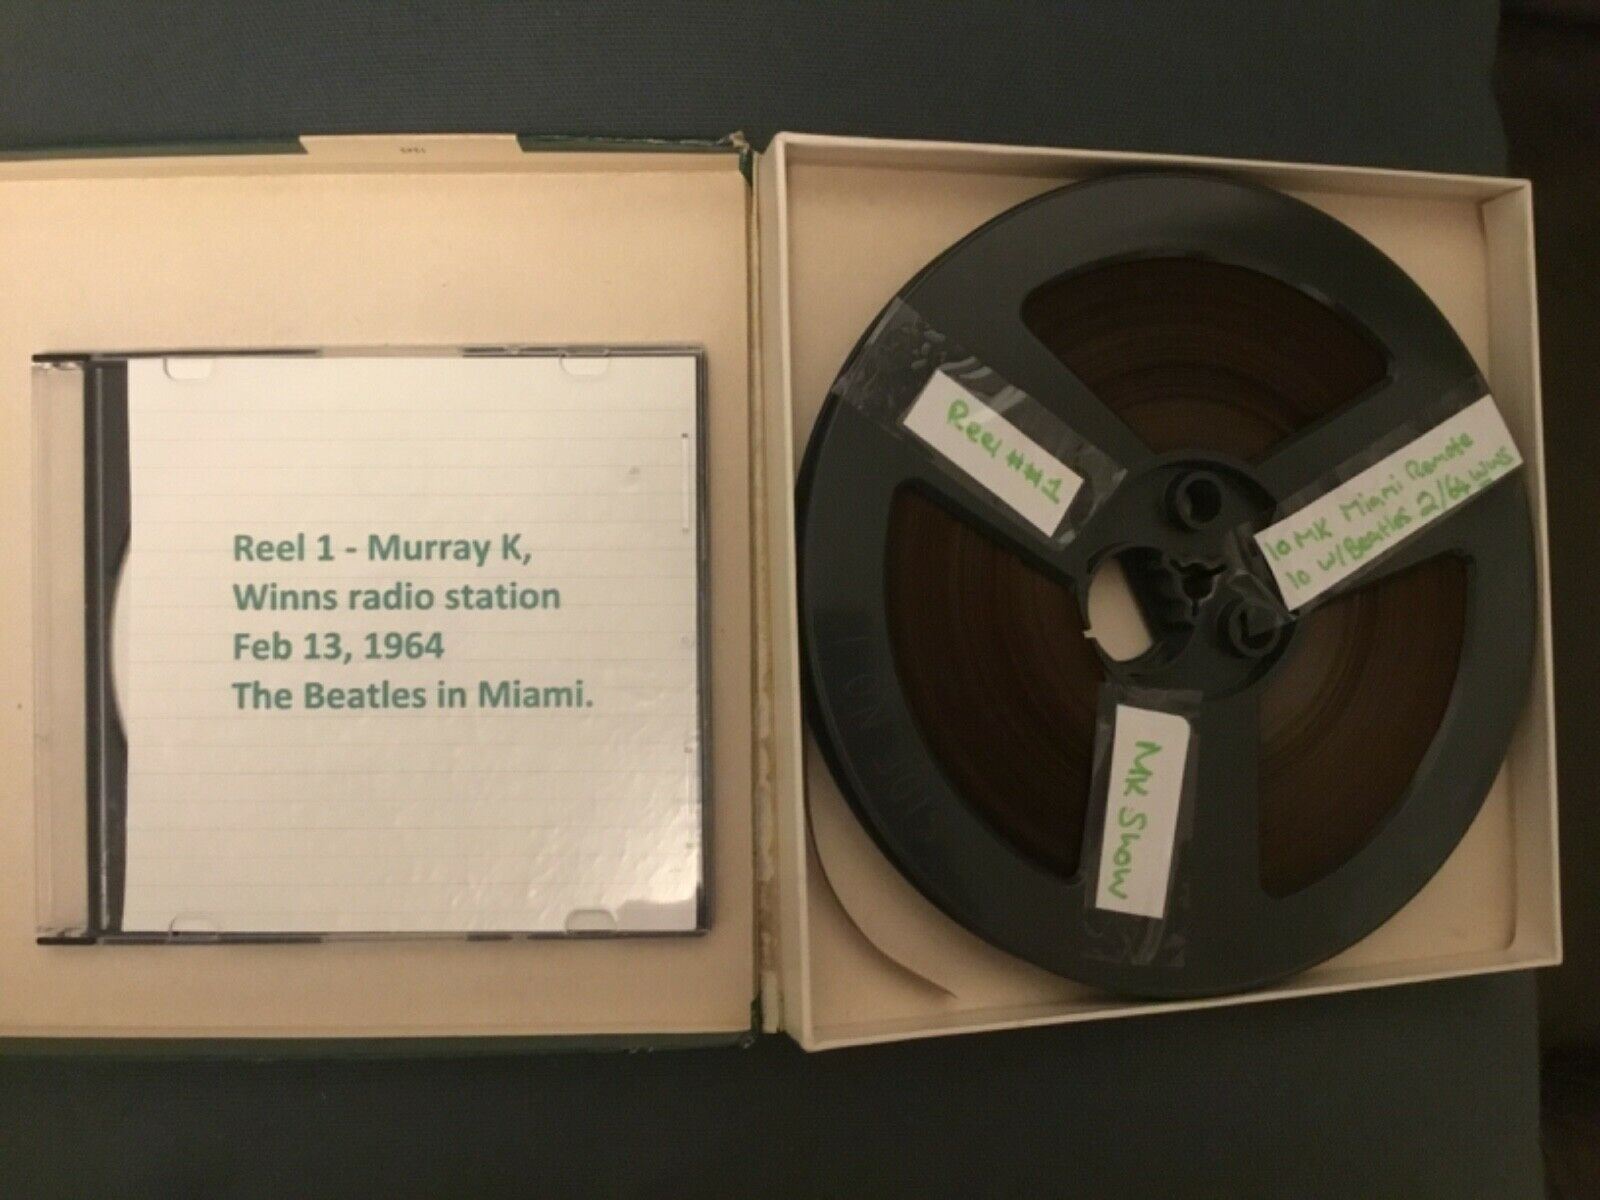 Reel 1 - Murray K,
Winns radio station
Feb 13, 1964
The Beatles in Miami.
Reel ##1
10 MK Miami Remote
10 w/Beatles 2/64 Wins
MK Show